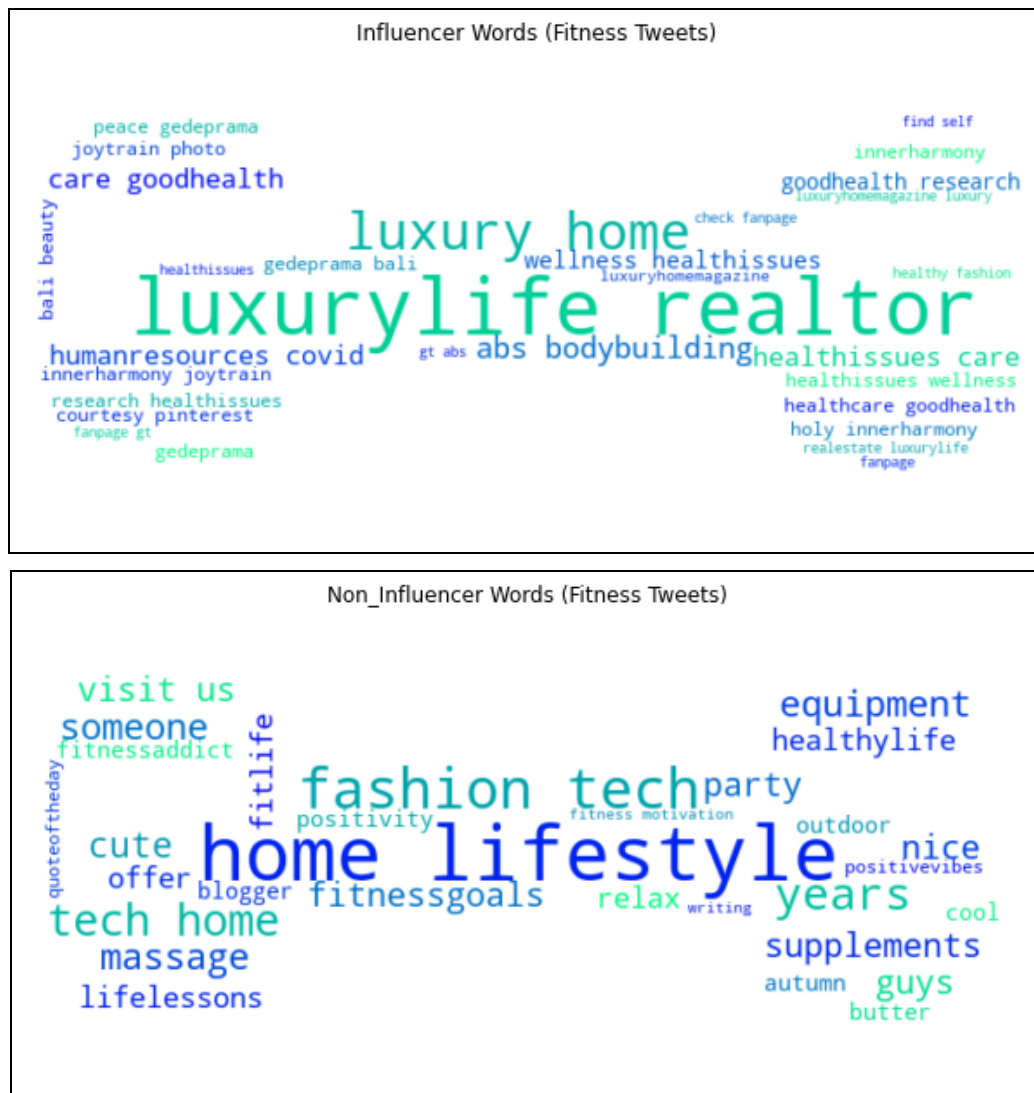 Influencer Words (Fitness Tweets)
peace gedeprama
joytrain photo
care goodhealth
bali beauty
find self
innerharmony
goodhealth research
luxuryhomemagazine luxury
luxury home
check fanpage
healthissues
gedeprama bali
wellness healthissues
luxuryhomemagazine
healthy fashion
luxurylife realtor
humanresources covid
gt abs
abs bodybuilding
healthissues care
innerharmony joytrain
healthissues wellness
research healthissues
healthcare goodhealth
courtesy pinterest
fanpage gt
holy innerharmony
gedeprama
realestate luxurylife
fanpage
Non_Influencer Words (Fitness Tweets)
visit us
someone
fitnessaddict
fitlife
quoteoftheday
equipment
healthylife
fashion tech
party
positivity
fitness motivation
outdoor
cute
home lifestyle
nice
positivevibes
offer
blogger
fitnessgoals
relax
writing
years
cool
tech home
massage
supplements
lifelessons
autumn
guys
butter